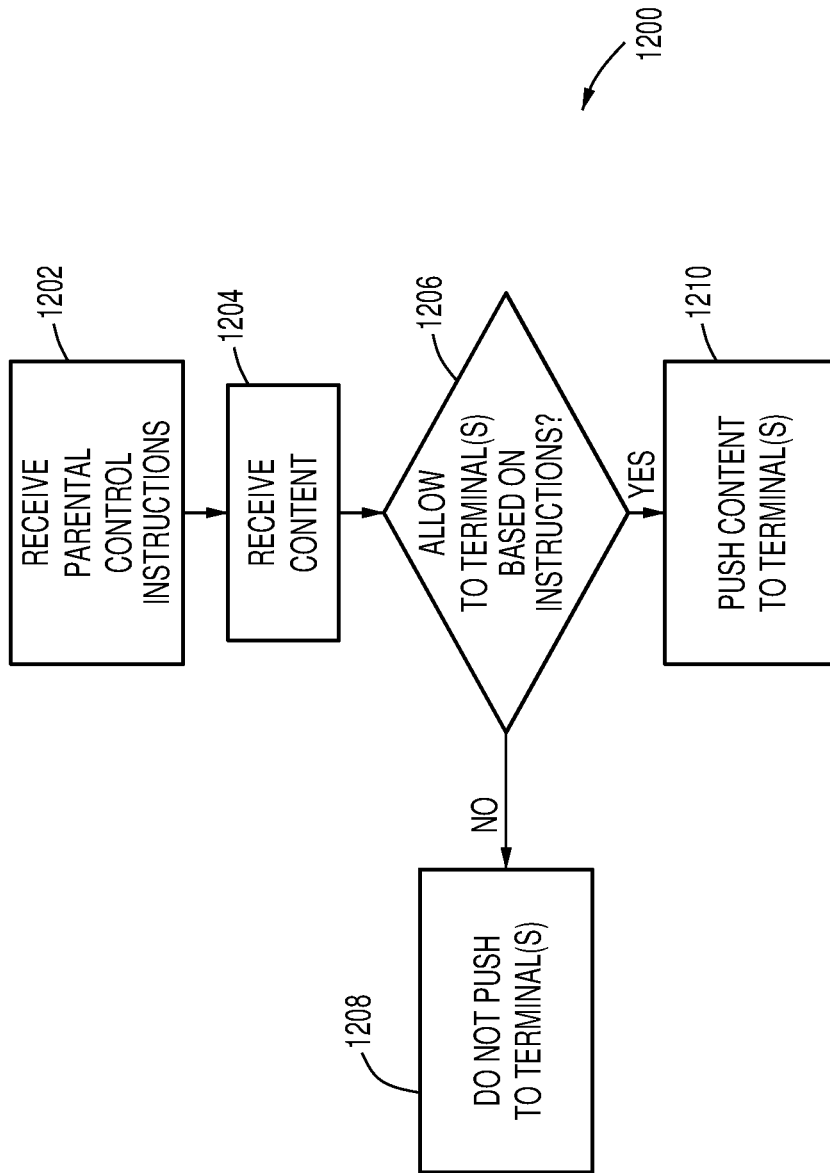 1202
RECEIVE
PARENTAL
CONTROL
INSTRUCTIONS
1204
RECEIVE
CONTENT
1206
ALLOW
TO TERMINAL(S)
BASED ON
INSTRUCTIONS?
NO
YES
1208
DO NOT PUSH
TO TERMINAL(S)
1210
PUSH CONTENT
TO TERMINAL(S)
1200